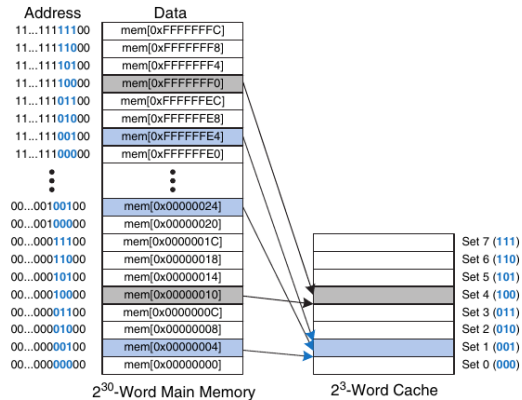 Address Data
11...11111100 mem[0xFFFFFFFC]
11...11111000 mem[0xFFFFFFF8]
11...11110100 mem[0xFFFFFFF4]
11...11110000 mem[0xFFFFFFF0]
11...11101100 mem[0xFFFFFFEC]
11...11101000 mem[0xFFFFFFE8]
11...11100100 mem[0xFFFFFFE4]
11...11100000 mem[0xFFFFFFE0]
00...00100100 mem[0x00000024]
00...00100000 mem[0x00000020]
00...00011100 mem[0x0000001C] Set 7 (111)
00...00011000 mem[0x00000018] Set 6 (110)
00...00010100 mem[0x00000014] Set 5 (101)
00...00010000 mem[0x00000010] Set 4 (100)
00...00001100 mem[0x0000000C] Set 3 (011)
00...00001000 mem[0x00000008] Set 2 (010)
00...00000100 mem[0x00000004] Set 1 (001)
00...00000000 mem[0x00000000] Set 0 (000)
2³⁰-Word Main Memory 2³-Word Cache